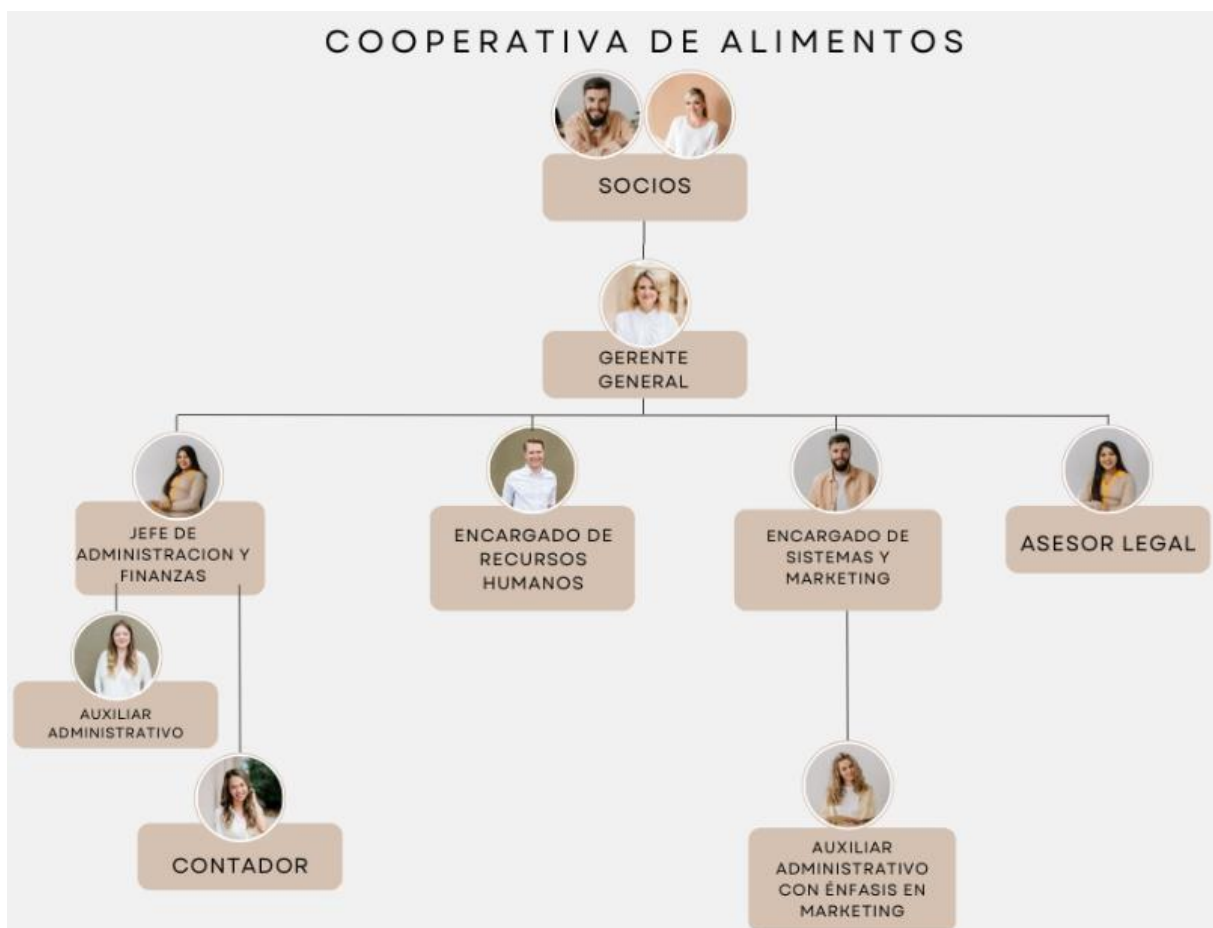 COOPERATIVA DE ALIMENTOS
SOCIOS
GERENTE
GENERAL
JEFE DE
ADMINISTRACION Y
FINANZAS
ENCARGADO DE
RECURSOS
HUMANOS
ENCARGADO DE
SISTEMAS Y
MARKETING
ASESOR LEGAL
AUXILIAR
ADMINISTRATIVO
CONTADOR
AUXILIAR
ADMINISTRATIVO
CON ÉNFASIS EN
MARKETING